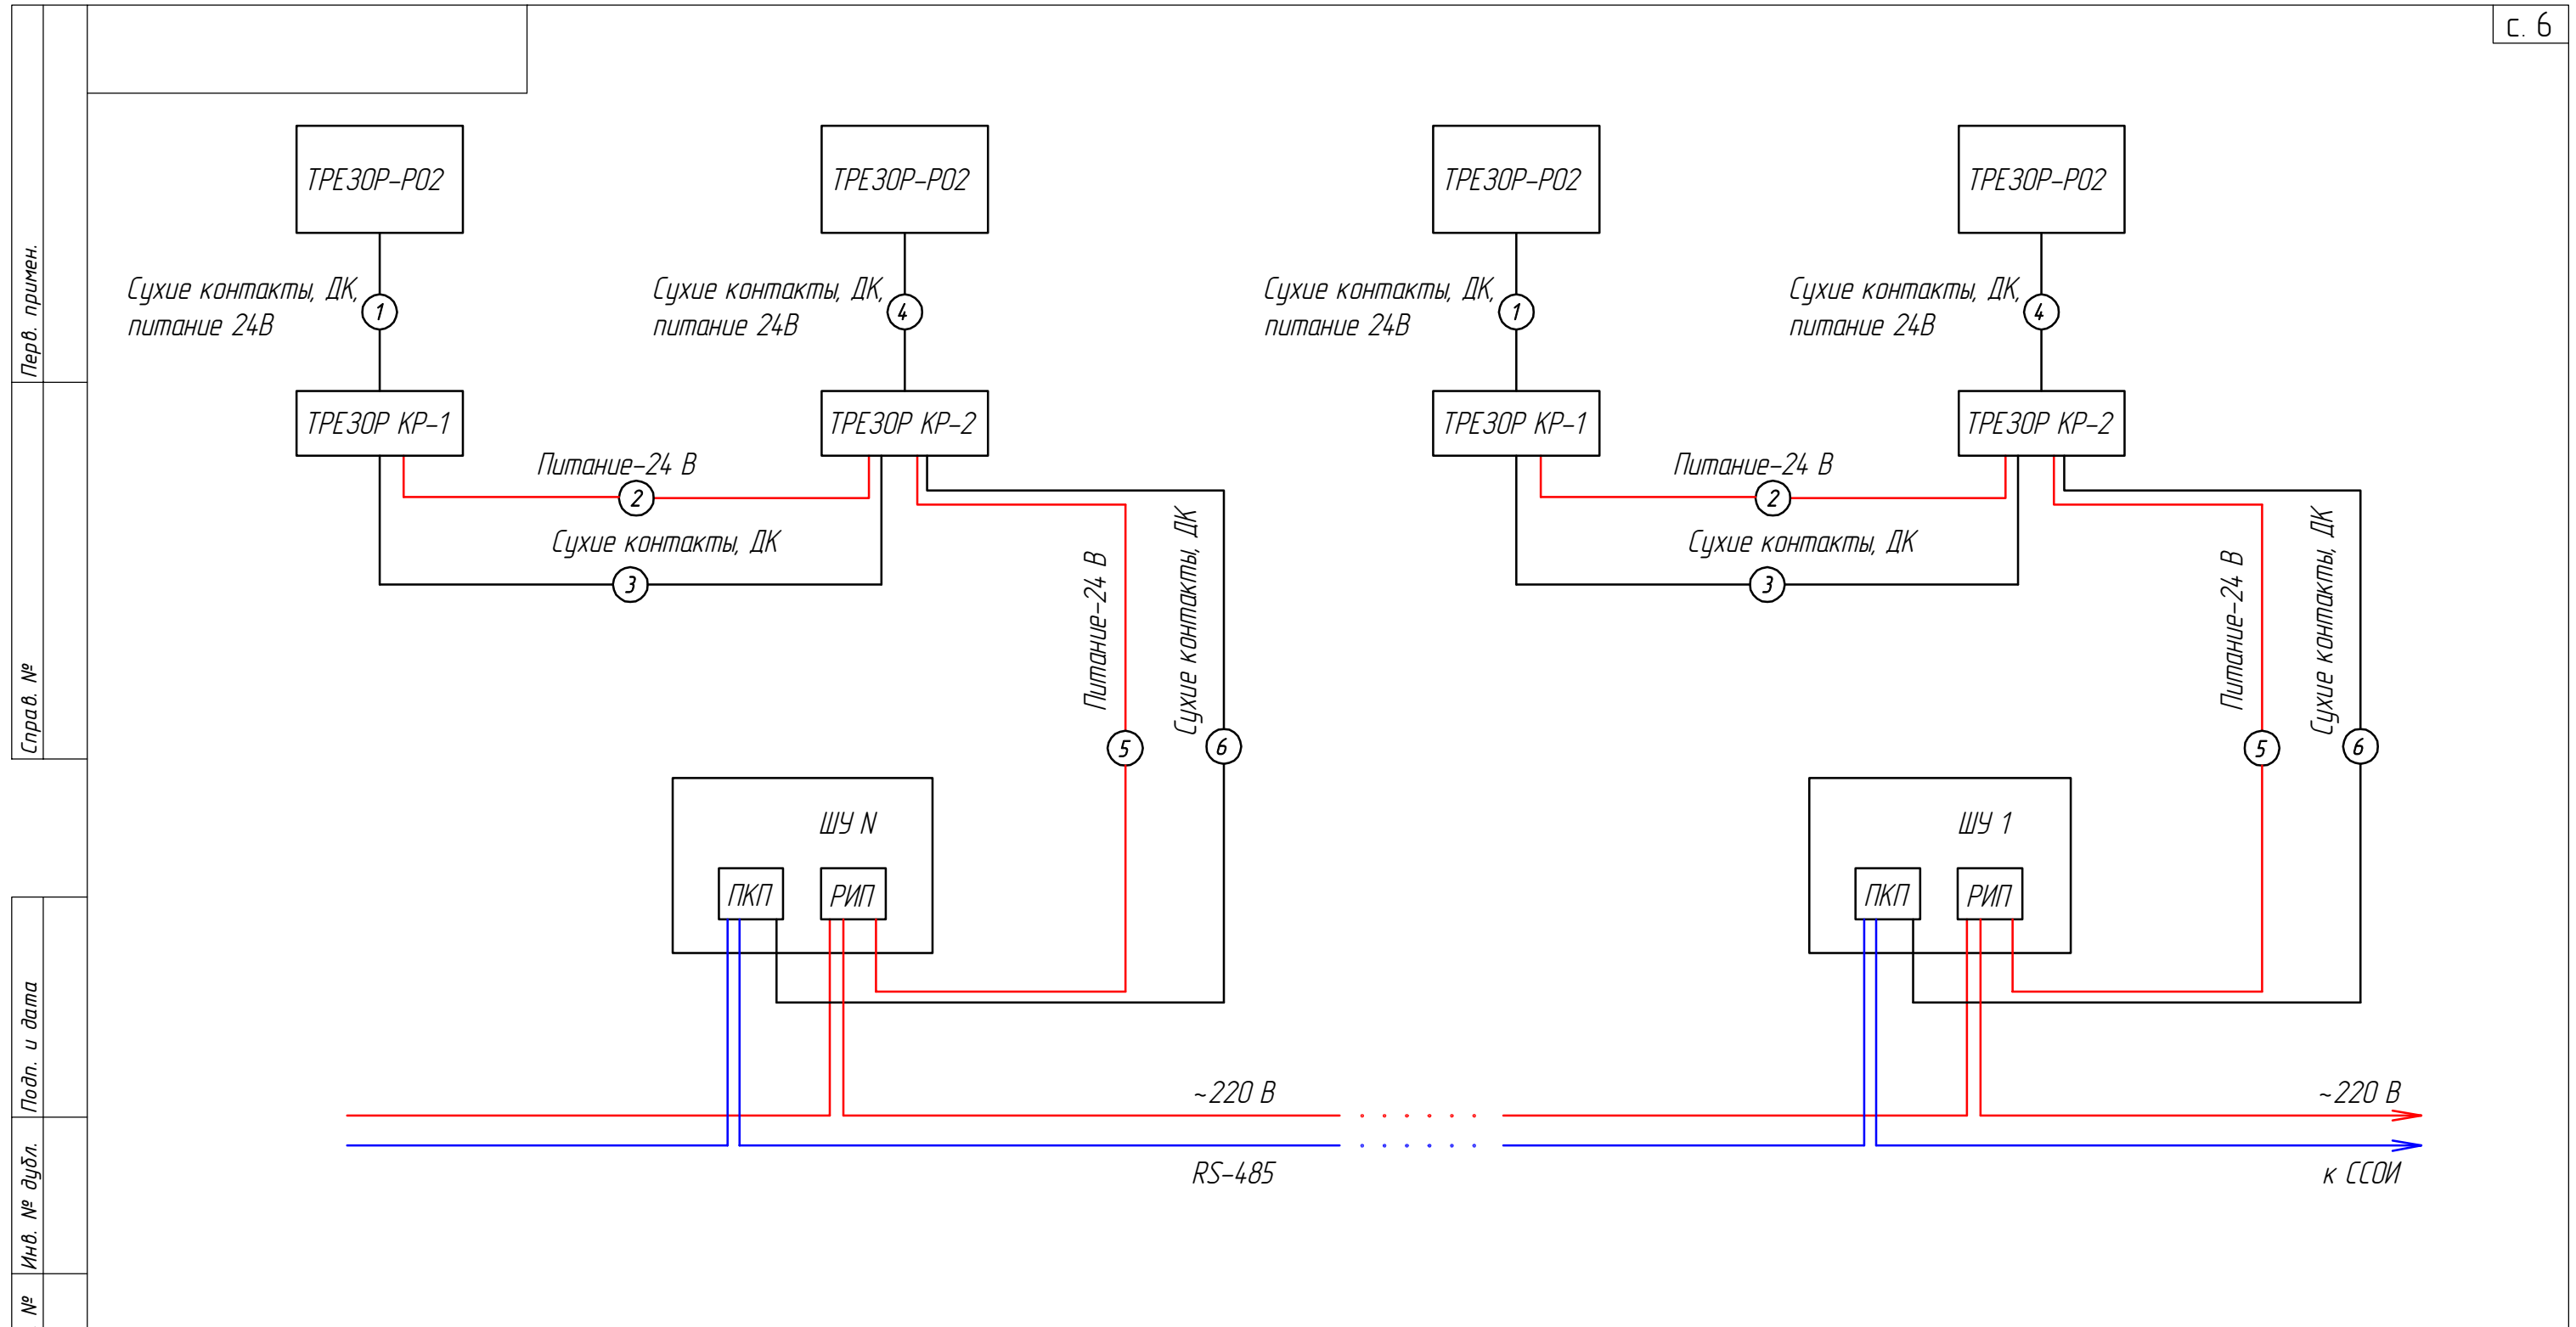 с. 6
ТРЕЗОР-Р02
ТРЕЗОР-Р02
ТРЕЗОР-Р02
ТРЕЗОР-Р02
Сухие контакты, ДК,
питание 24В
1
Сухие контакты, ДК,
питание 24В
4
Сухие контакты, ДК,
питание 24В
1
Сухие контакты, ДК,
питание 24В
4
ТРЕЗОР КР-1
ТРЕЗОР КР-2
ТРЕЗОР КР-1
ТРЕЗОР КР-2
Питание-24 В
2
Сухие контакты, ДК
3
Питание-24 В
5
Сухие контакты, ДК
6
Питание-24 В
2
Сухие контакты, ДК
3
Питание-24 В
5
Сухие контакты, ДК
6
ШУ N
ПКП
РИП
ШУ 1
ПКП
РИП
~220 В
~220 В
RS-485
к ССОИ
Перв. примен.
Справ. №
Подп. и дата
Инв. № дубл.
№